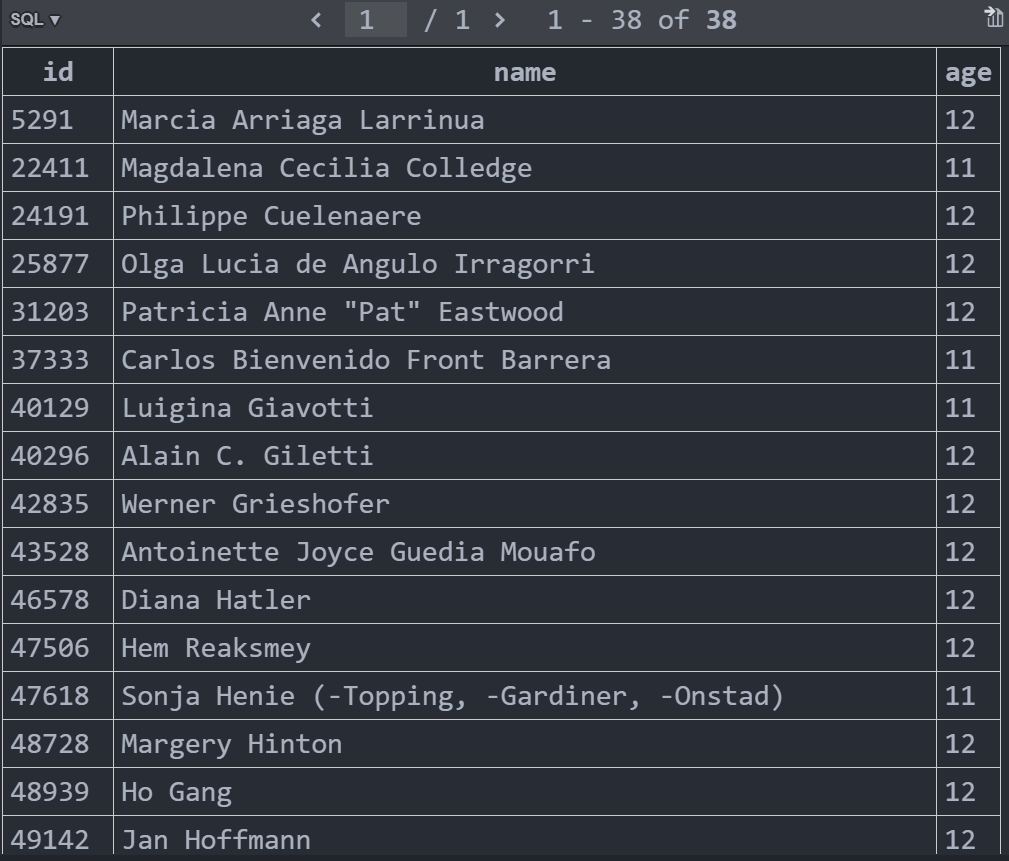 SQL ▼ < 1 / 1 > 1 - 38 of 38
id name age
5291 Marcia Arriaga Larrinua 12
22411 Magdalena Cecilia Colledge 11
24191 Philippe Cuelenaere 12
25877 Olga Lucia de Angulo Irragorri 12
31203 Patricia Anne "Pat" Eastwood 12
37333 Carlos Bienvenido Front Barrera 11
40129 Luigina Giavotti 11
40296 Alain C. Giletti 12
42835 Werner Grieshofer 12
43528 Antoinette Joyce Guedia Mouafo 12
46578 Diana Hatler 12
47506 Hem Reaksmey 12
47618 Sonja Henie (-Topping, -Gardiner, -Onstad) 11
48728 Margery Hinton 12
48939 Ho Gang 12
49142 Jan Hoffmann 12